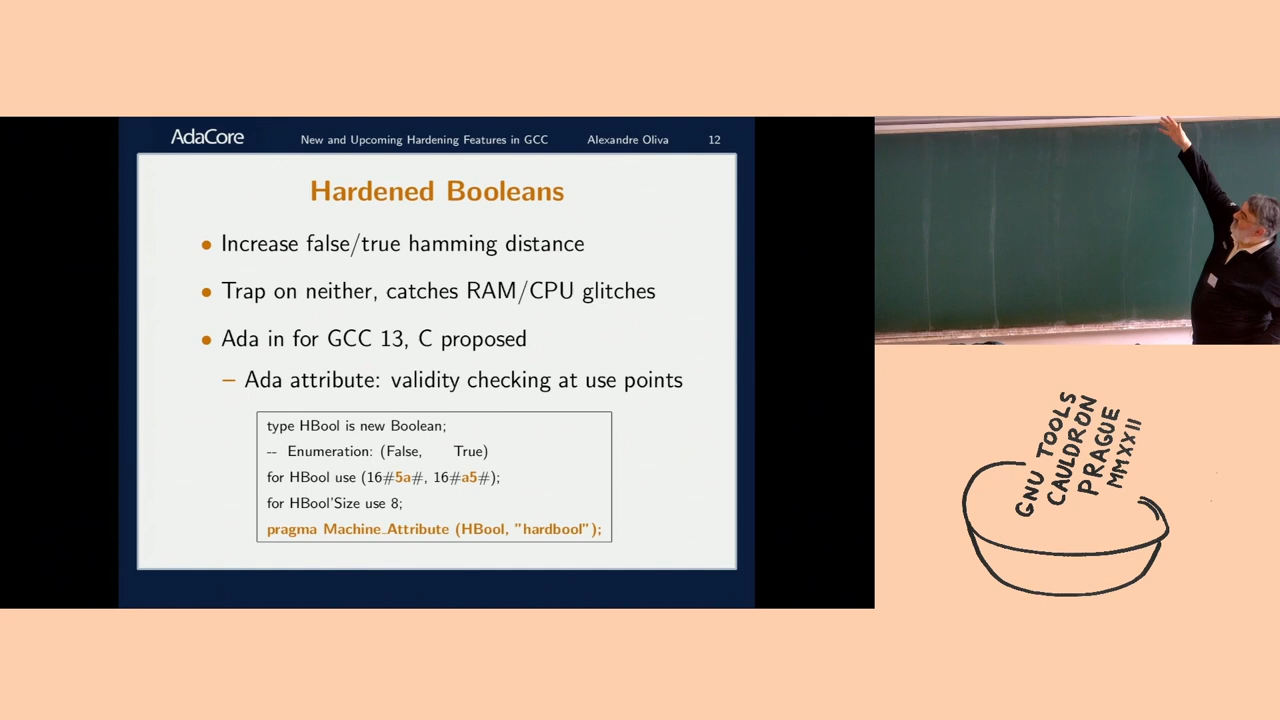 AdaCore New and Upcoming Hardening Features in GCC Alexandre Oliva 12
Hardened Booleans
• Increase false/true hamming distance
• Trap on neither, catches RAM/CPU glitches
• Ada in for GCC 13, C proposed
– Ada attribute: validity checking at use points
type HBool is new Boolean;
-- Enumeration: (False, True)
for HBool use (16#5a#, 16#a5#);
for HBool'Size use 8;
pragma Machine_Attribute (HBool, "hardbool");
GNU TOOLS
CAULDRON
PRAGUE
MMXXII